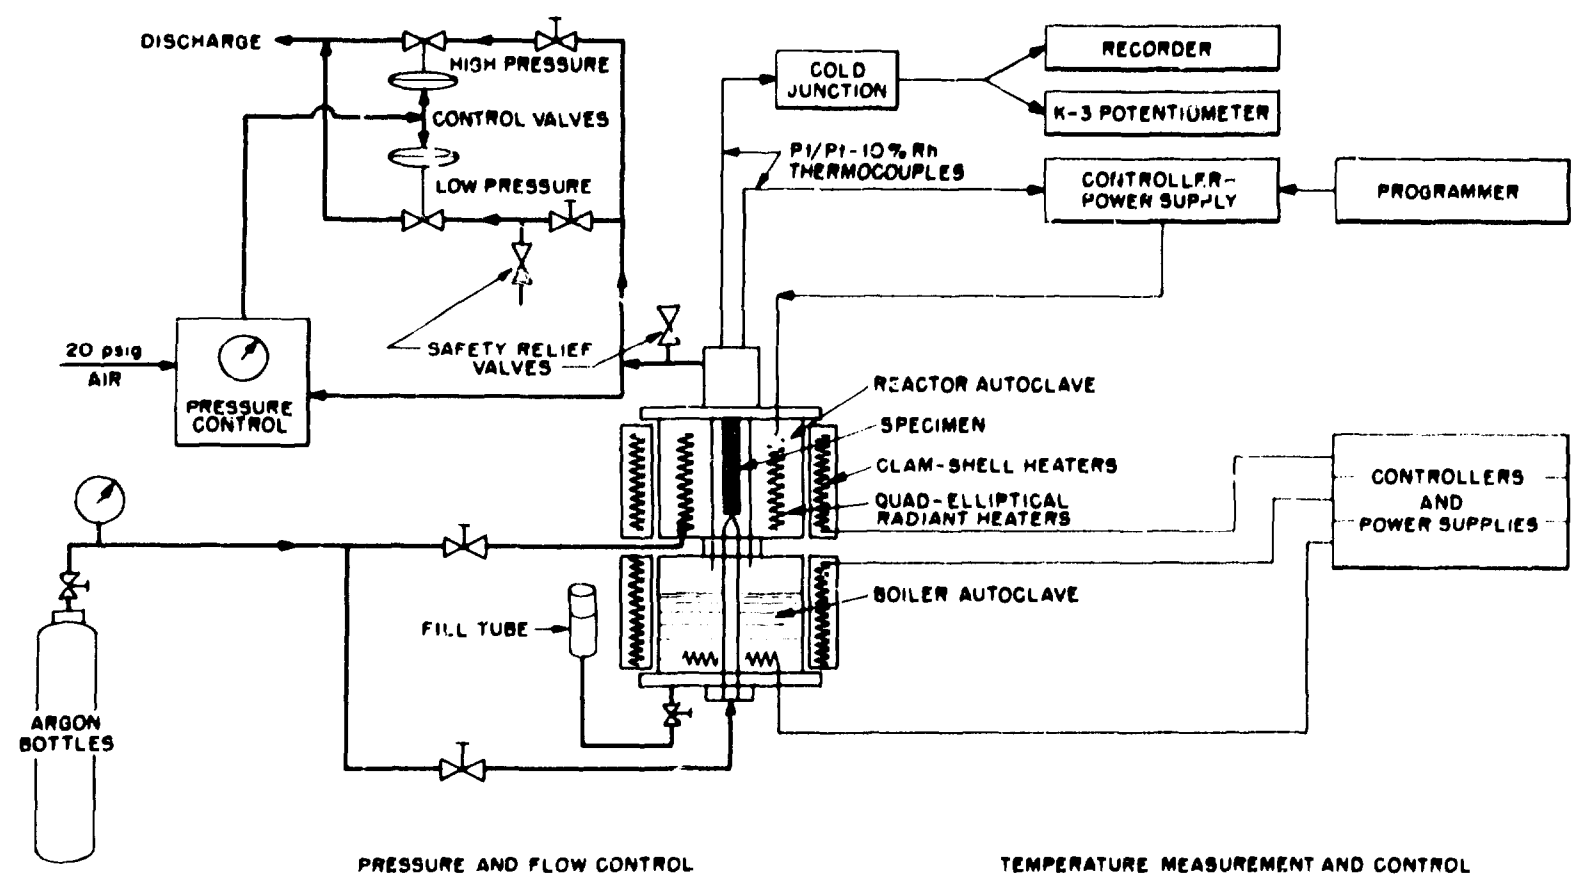 DISCHARGE
HIGH PRESSURE
CONTROL VALVES
LOW PRESSURE
COLD
JUNCTION
RECORDER
K-3 POTENTIOMETER
Pt/Pt-10% Rh
THERMOCOUPLES
CONTROLLER-
POWER SUPPLY
PROGRAMMER
20 psig
AIR
PRESSURE
CONTROL
SAFETY RELIEF
VALVES
REACTOR AUTOCLAVE
SPECIMEN
CLAM-SHELL HEATERS
QUAD-ELLIPTICAL
RADIANT HEATERS
CONTROLLERS
AND
POWER SUPPLIES
BOILER AUTOCLAVE
FILL TUBE
ARGON
BOTTLES
PRESSURE AND FLOW CONTROL
TEMPERATURE MEASUREMENT AND CONTROL